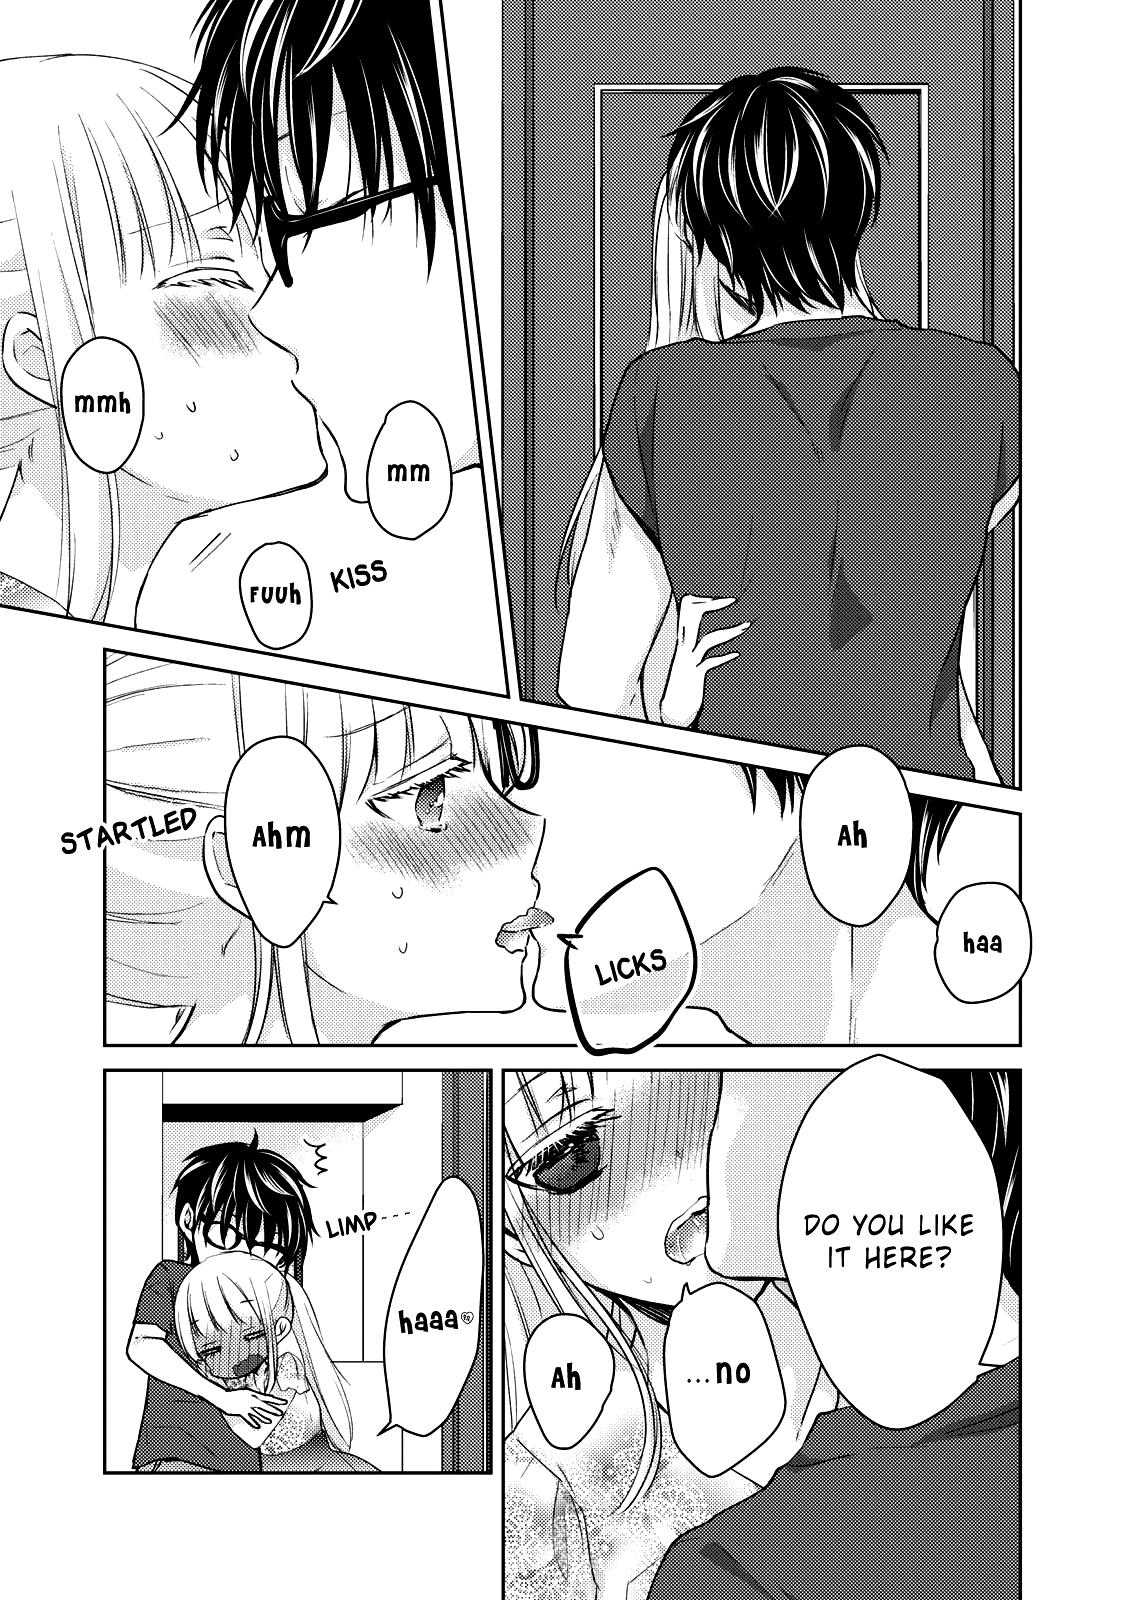 mm
mmh
FUUh
KISS
haa
Ah
LICKS
Ahm
STARTLED
DO YOU LIKE
IT HERE?
...no
Ah
haaa♡
LIMP---